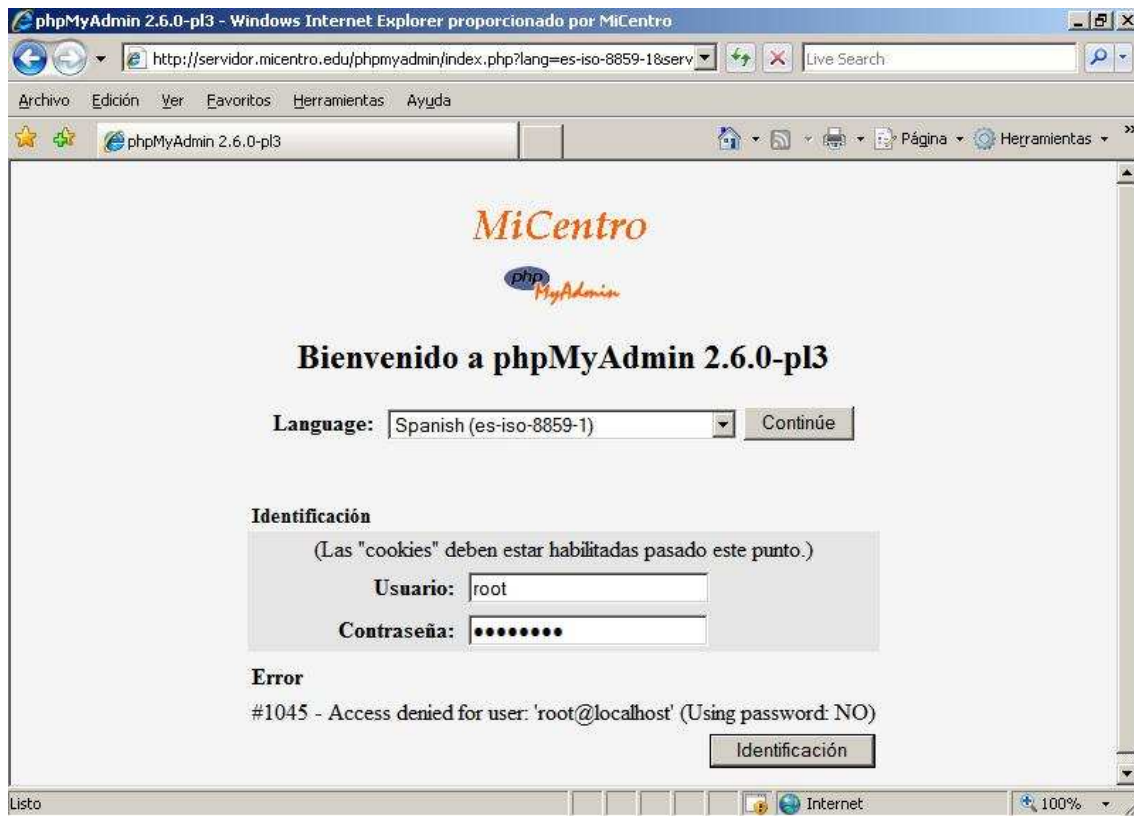 phpMyAdmin 2.6.0-pl3 - Windows Internet Explorer proporcionado por MiCentro
http://servidor.micentro.edu/phpmyadmin/index.php?lang=es-iso-8859-1&serv
Live Search
Archivo Edición Ver Favoritos Herramientas Ayuda
phpMyAdmin 2.6.0-pl3
Página Herramientas »
MiCentro
php
MyAdmin
Bienvenido a phpMyAdmin 2.6.0-pl3
Language: Spanish (es-iso-8859-1) Continúe
Identificación
(Las "cookies" deben estar habilitadas pasado este punto.)
Usuario: root
Contraseña: ••••••••
Error
#1045 - Access denied for user: 'root@localhost' (Using password: NO)
Identificación
Listo Internet 100%